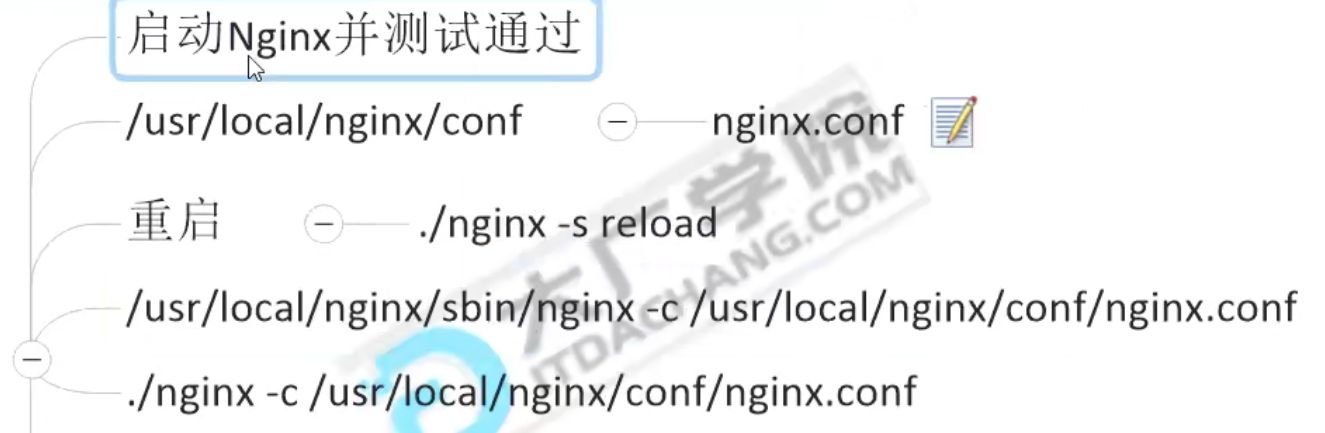 启动Nginx并测试通过
/usr/local/nginx/conf nginx.conf
重启 ./nginx -s reload
/usr/local/nginx/sbin/nginx -c /usr/local/nginx/conf/nginx.conf
./nginx -c /usr/local/nginx/conf/nginx.conf
大厂学院
ITDACHANG.COM